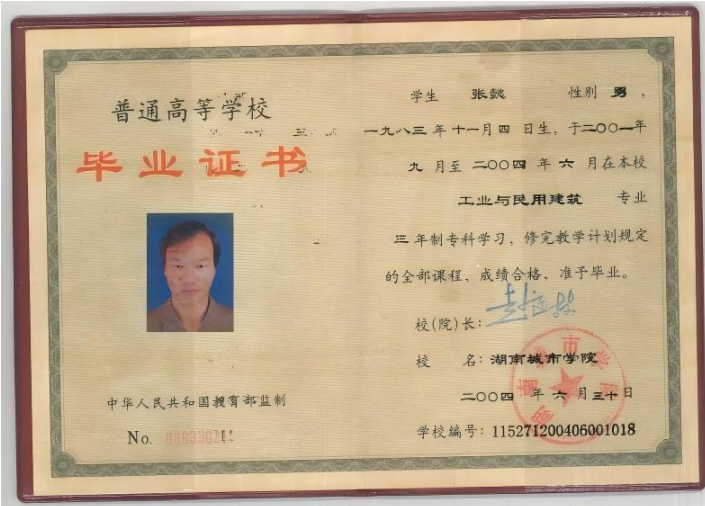 普通高等学校
毕业证书
中华人民共和国教育部监制
No.
学生 张懿 性别 男，
一九八三年十一月四日生，于二〇〇一年
九月至二〇〇四年六月在本校
工业与民用建筑 专业
三年制专科学习，修完教学计划规定
的全部课程，成绩合格，准予毕业。
校(院)长：
校 名：湖南城市学院
二〇〇四年六月三十日
学校编号：115271200406001018